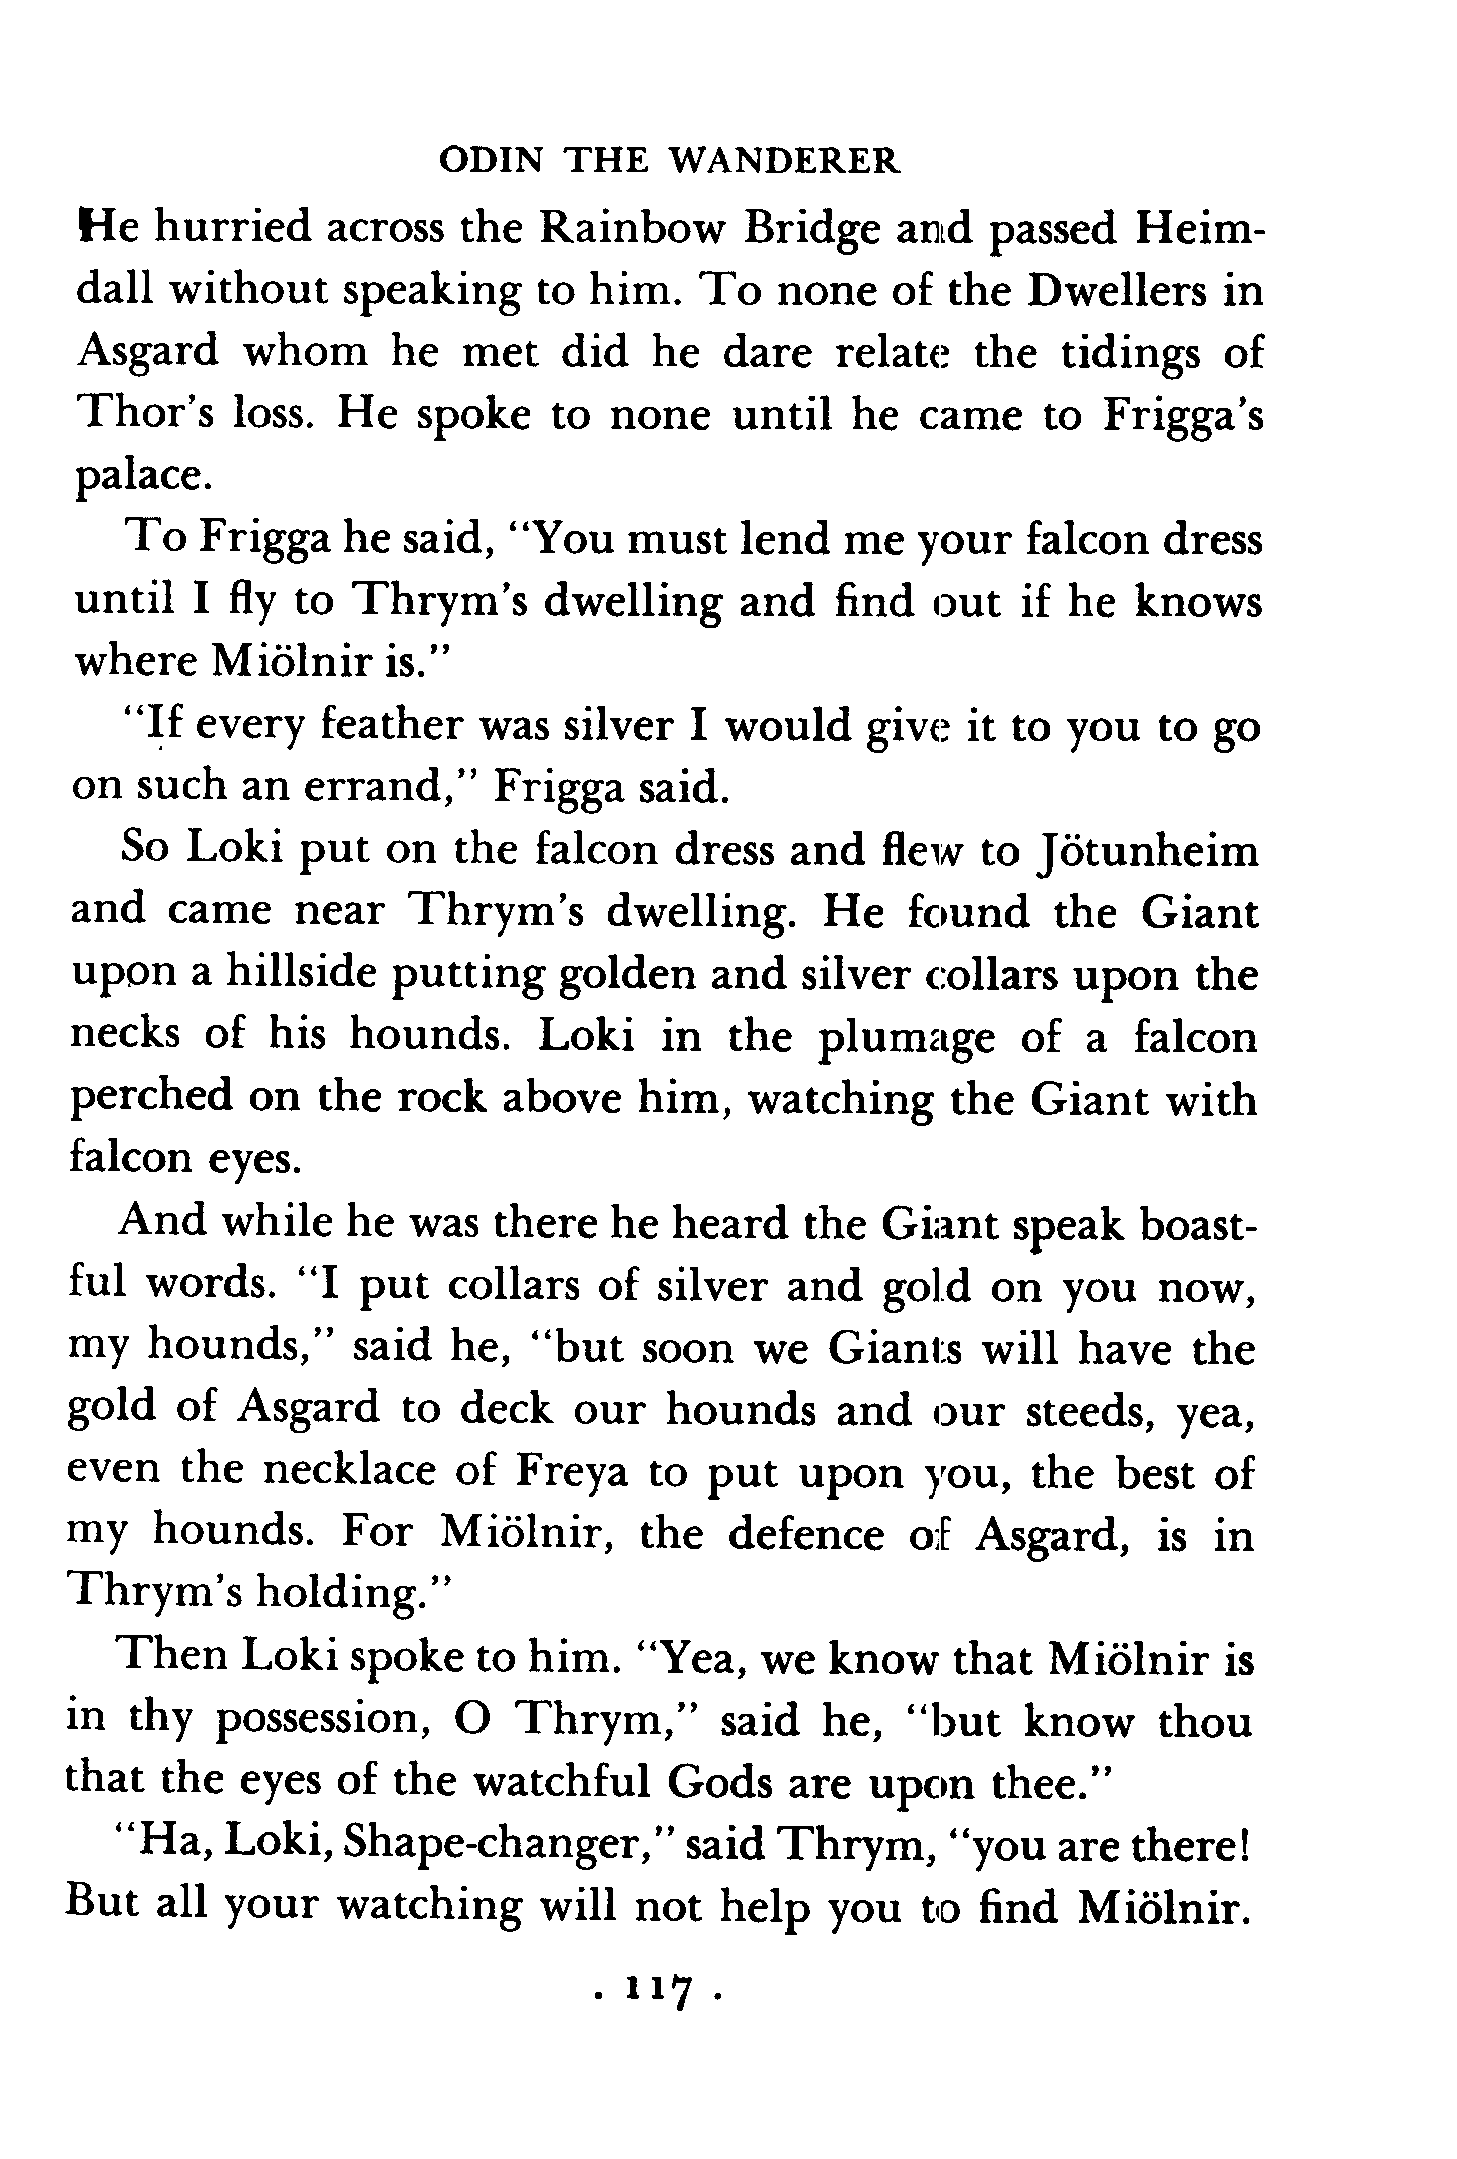 ODIN THE WANDERER
He hurried across the Rainbow Bridge and passed Heim-
dall without speaking to him. To none of the Dwellers in
Asgard whom he met did he dare relate the tidings of
Thor's loss. He spoke to none until he came to Frigga's
palace.
To Frigga he said, "You must lend me your falcon dress
until I fly to Thrym's dwelling and find out if he knows
where Miölnir is."
"If every feather was silver I would give it to you to go
on such an errand," Frigga said.
So Loki put on the falcon dress and flew to Jötunheim
and came near Thrym's dwelling. He found the Giant
upon a hillside putting golden and silver collars upon the
necks of his hounds. Loki in the plumage of a falcon
perched on the rock above him, watching the Giant with
falcon eyes.
And while he was there he heard the Giant speak boast-
ful words. "I put collars of silver and gold on you now,
my hounds," said he, "but soon we Giants will have the
gold of Asgard to deck our hounds and our steeds, yea,
even the necklace of Freya to put upon you, the best of
my hounds. For Miölnir, the defence of Asgard, is in
Thrym's holding."
Then Loki spoke to him. "Yea, we know that Miölnir is
in thy possession, O Thrym," said he, "but know thou
that the eyes of the watchful Gods are upon thee."
"Ha, Loki, Shape-changer," said Thrym, "you are there!
But all your watching will not help you to find Miölnir.
. 117 .